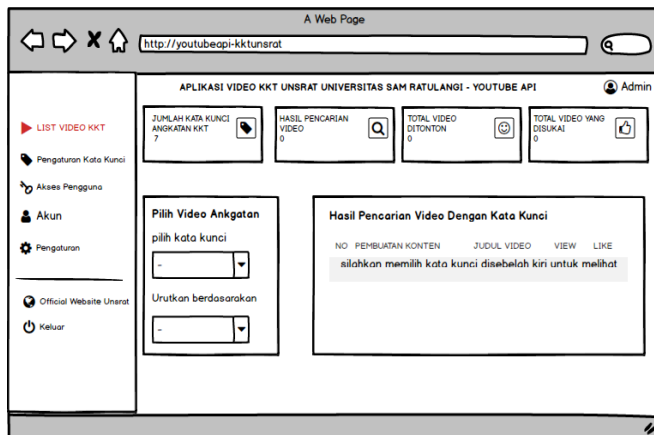 A Web Page
http://youtubeapi-kktunsrat
APLIKASI VIDEO KKT UNSRAT UNIVERSITAS SAM RATULANGI - YOUTUBE API
Admin
LIST VIDEO KKT
Pengaturan Kata Kunci
Akses Pengguna
Akun
Pengaturan
Official Website Unsrat
Keluar
JUMLAH KATA KUNCI
ANGKATAN KKT
7
HASIL PENCARIAN
VIDEO
0
TOTAL VIDEO
DITONTON
0
TOTAL VIDEO YANG
DISUKAI
0
Pilih Video Ankgatan
pilih kata kunci
-
Urutkan berdasarakan
-
Hasil Pencarian Video Dengan Kata Kunci
NO PEMBUATAN KONTEN JUDUL VIDEO VIEW LIKE
silahkan memilih kata kunci disebelah kiri untuk melihat